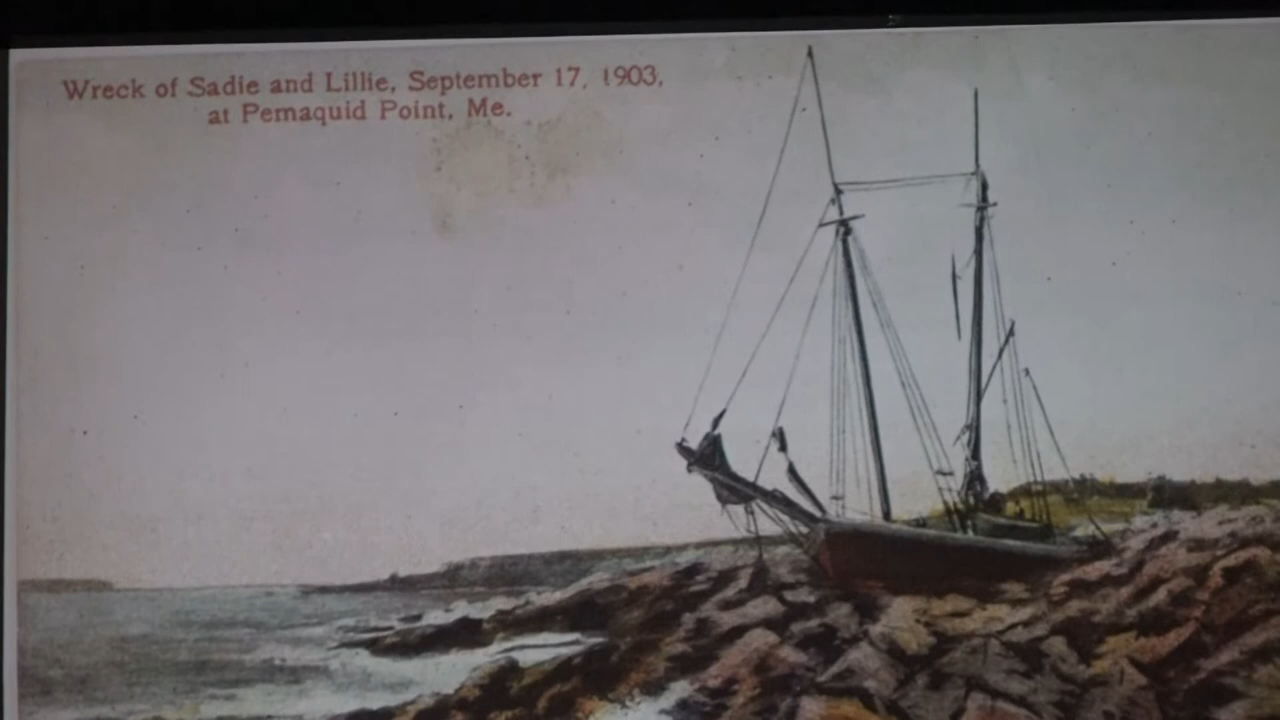 Wreck of Sadie and Lillie, September 17, 1903,
at Pemaquid Point, Me.